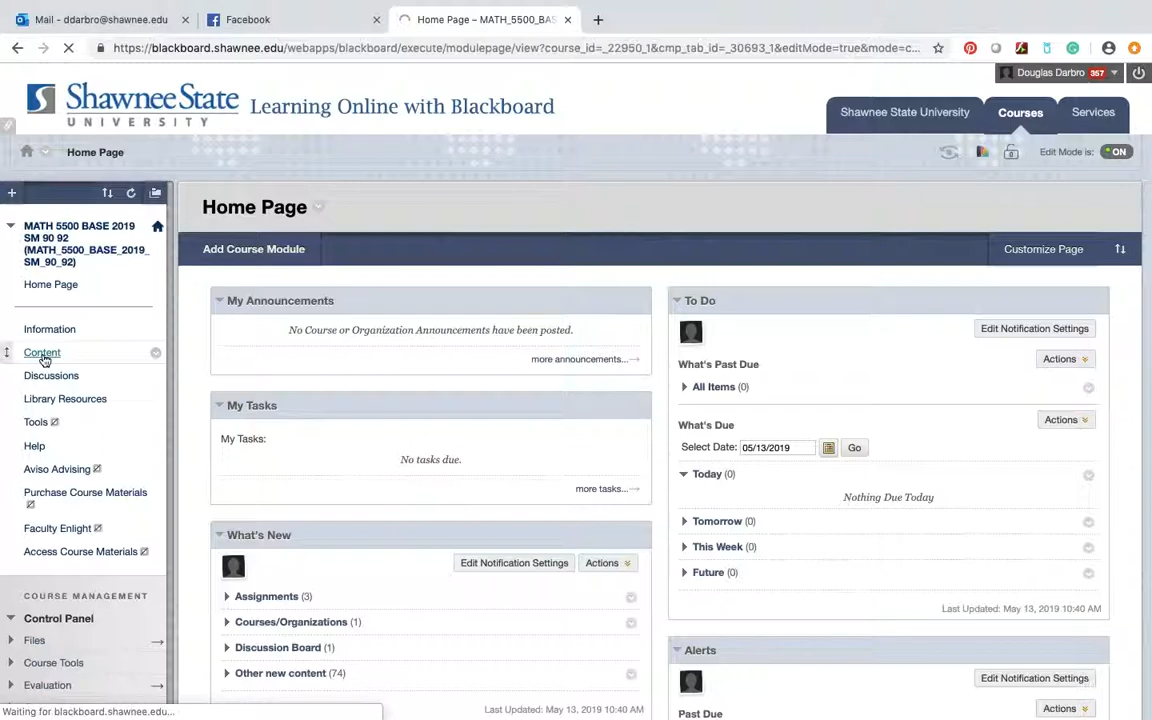 Mail - ddarbro@shawnee.edu
Facebook
Home Page – MATH_5500_BAS
https://blackboard.shawnee.edu/webapps/blackboard/execute/modulepage/view?course_id=_22950_1&cmp_tab_id=_30693_1&editMode=true&mode=c...
Douglas Darbro 357
Shawnee State
UNIVERSITY
Learning Online with Blackboard
Shawnee State University
Courses
Services
Home Page
Edit Mode is: ON
MATH 5500 BASE 2019
SM 90 92
(MATH_5500_BASE_2019_
SM_90_92)
Home Page
Information
Content
Discussions
Library Resources
Tools
Help
Aviso Advising
Purchase Course Materials
Faculty Enlight
Access Course Materials
COURSE MANAGEMENT
Control Panel
Files
Course Tools
Evaluation
Waiting for blackboard.shawnee.edu...
Home Page
Add Course Module
Customize Page
My Announcements
No Course or Organization Announcements have been posted.
more announcements...
My Tasks
My Tasks:
No tasks due.
more tasks...
What's New
Edit Notification Settings
Actions
Assignments (3)
Courses/Organizations (1)
Discussion Board (1)
Other new content (74)
Last Updated: May 13, 2019 10:40 AM
To Do
Edit Notification Settings
What's Past Due
Actions
All Items (0)
What's Due
Actions
Select Date: 05/13/2019 Go
Today (0)
Nothing Due Today
Tomorrow (0)
This Week (0)
Future (0)
Last Updated: May 13, 2019 10:40 AM
Alerts
Edit Notification Settings
Past Due
Actions